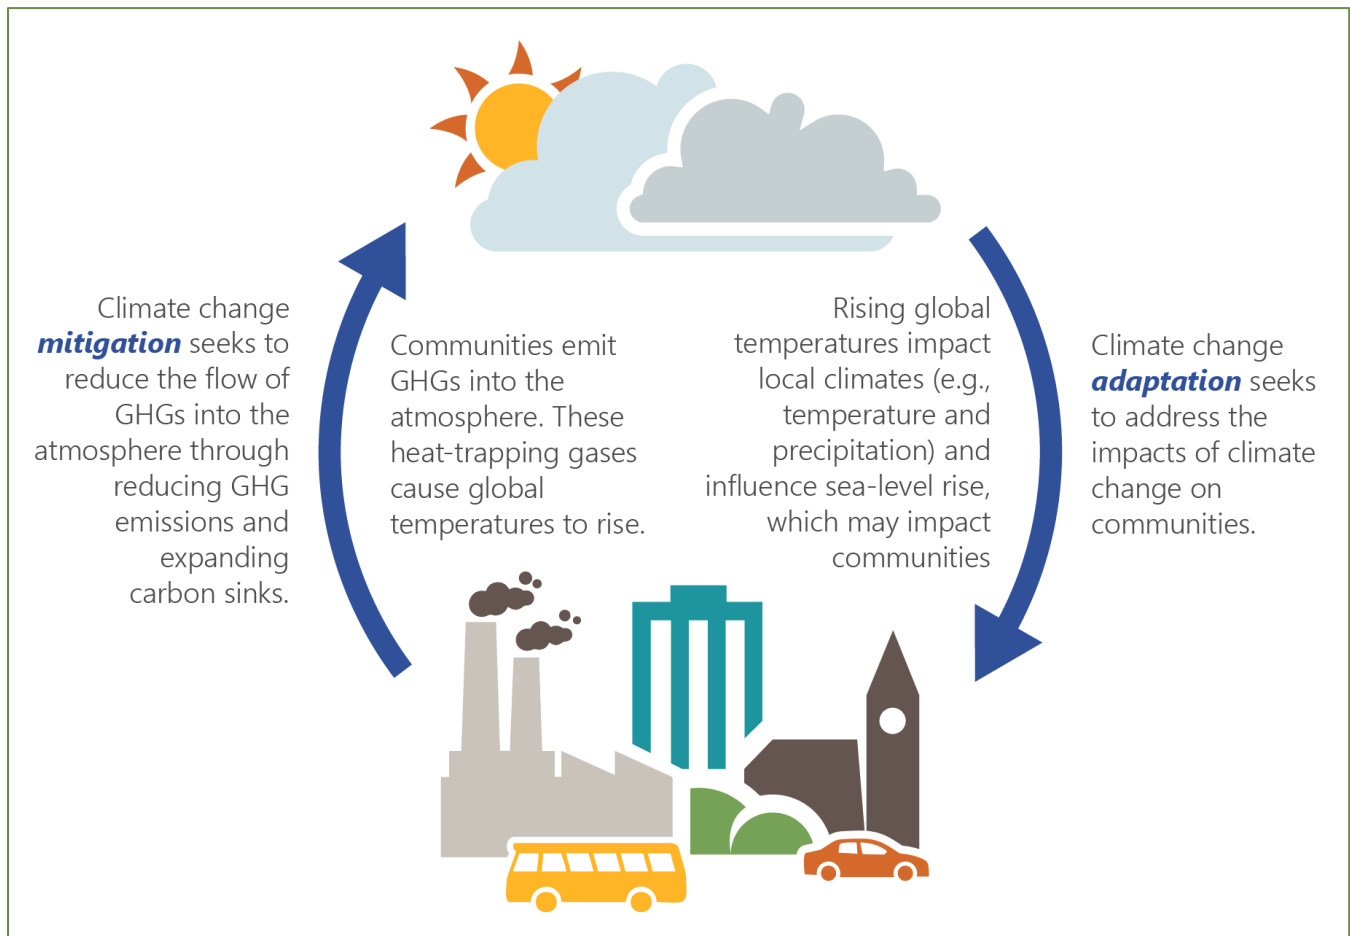 Climate change
mitigation seeks to
reduce the flow of
GHGs into the
atmosphere through
reducing GHG
emissions and
expanding
carbon sinks.
Communities emit
GHGs into the
atmosphere. These
heat-trapping gases
cause global
temperatures to rise.
Rising global
temperatures impact
local climates (e.g.,
temperature and
precipitation) and
influence sea-level rise,
which may impact
communities
Climate change
adaptation seeks
to address the
impacts of climate
change on
communities.